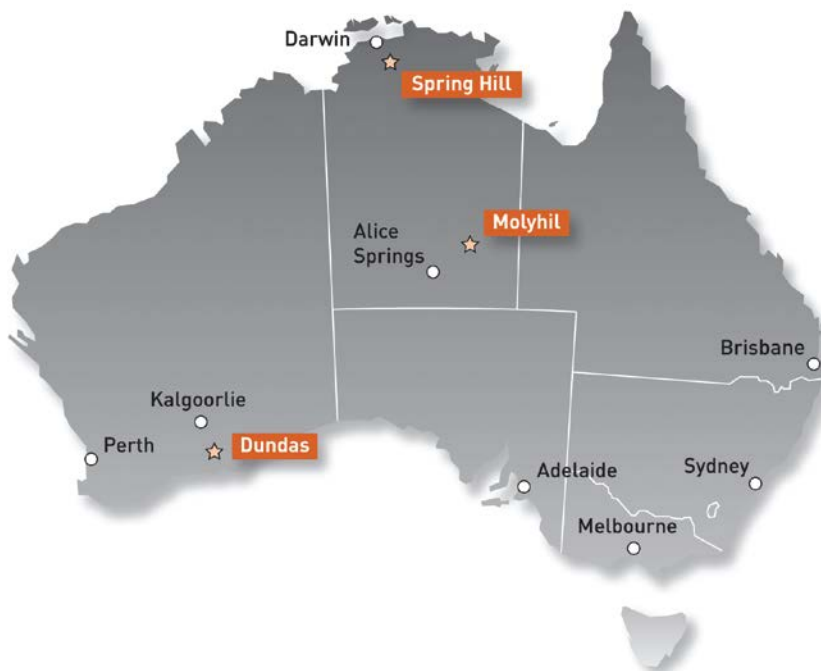 Darwin
Spring Hill
Molyhil
Alice
Springs
Brisbane
Kalgoorlie
Perth
Dundas
Adelaide
Sydney
Melbourne